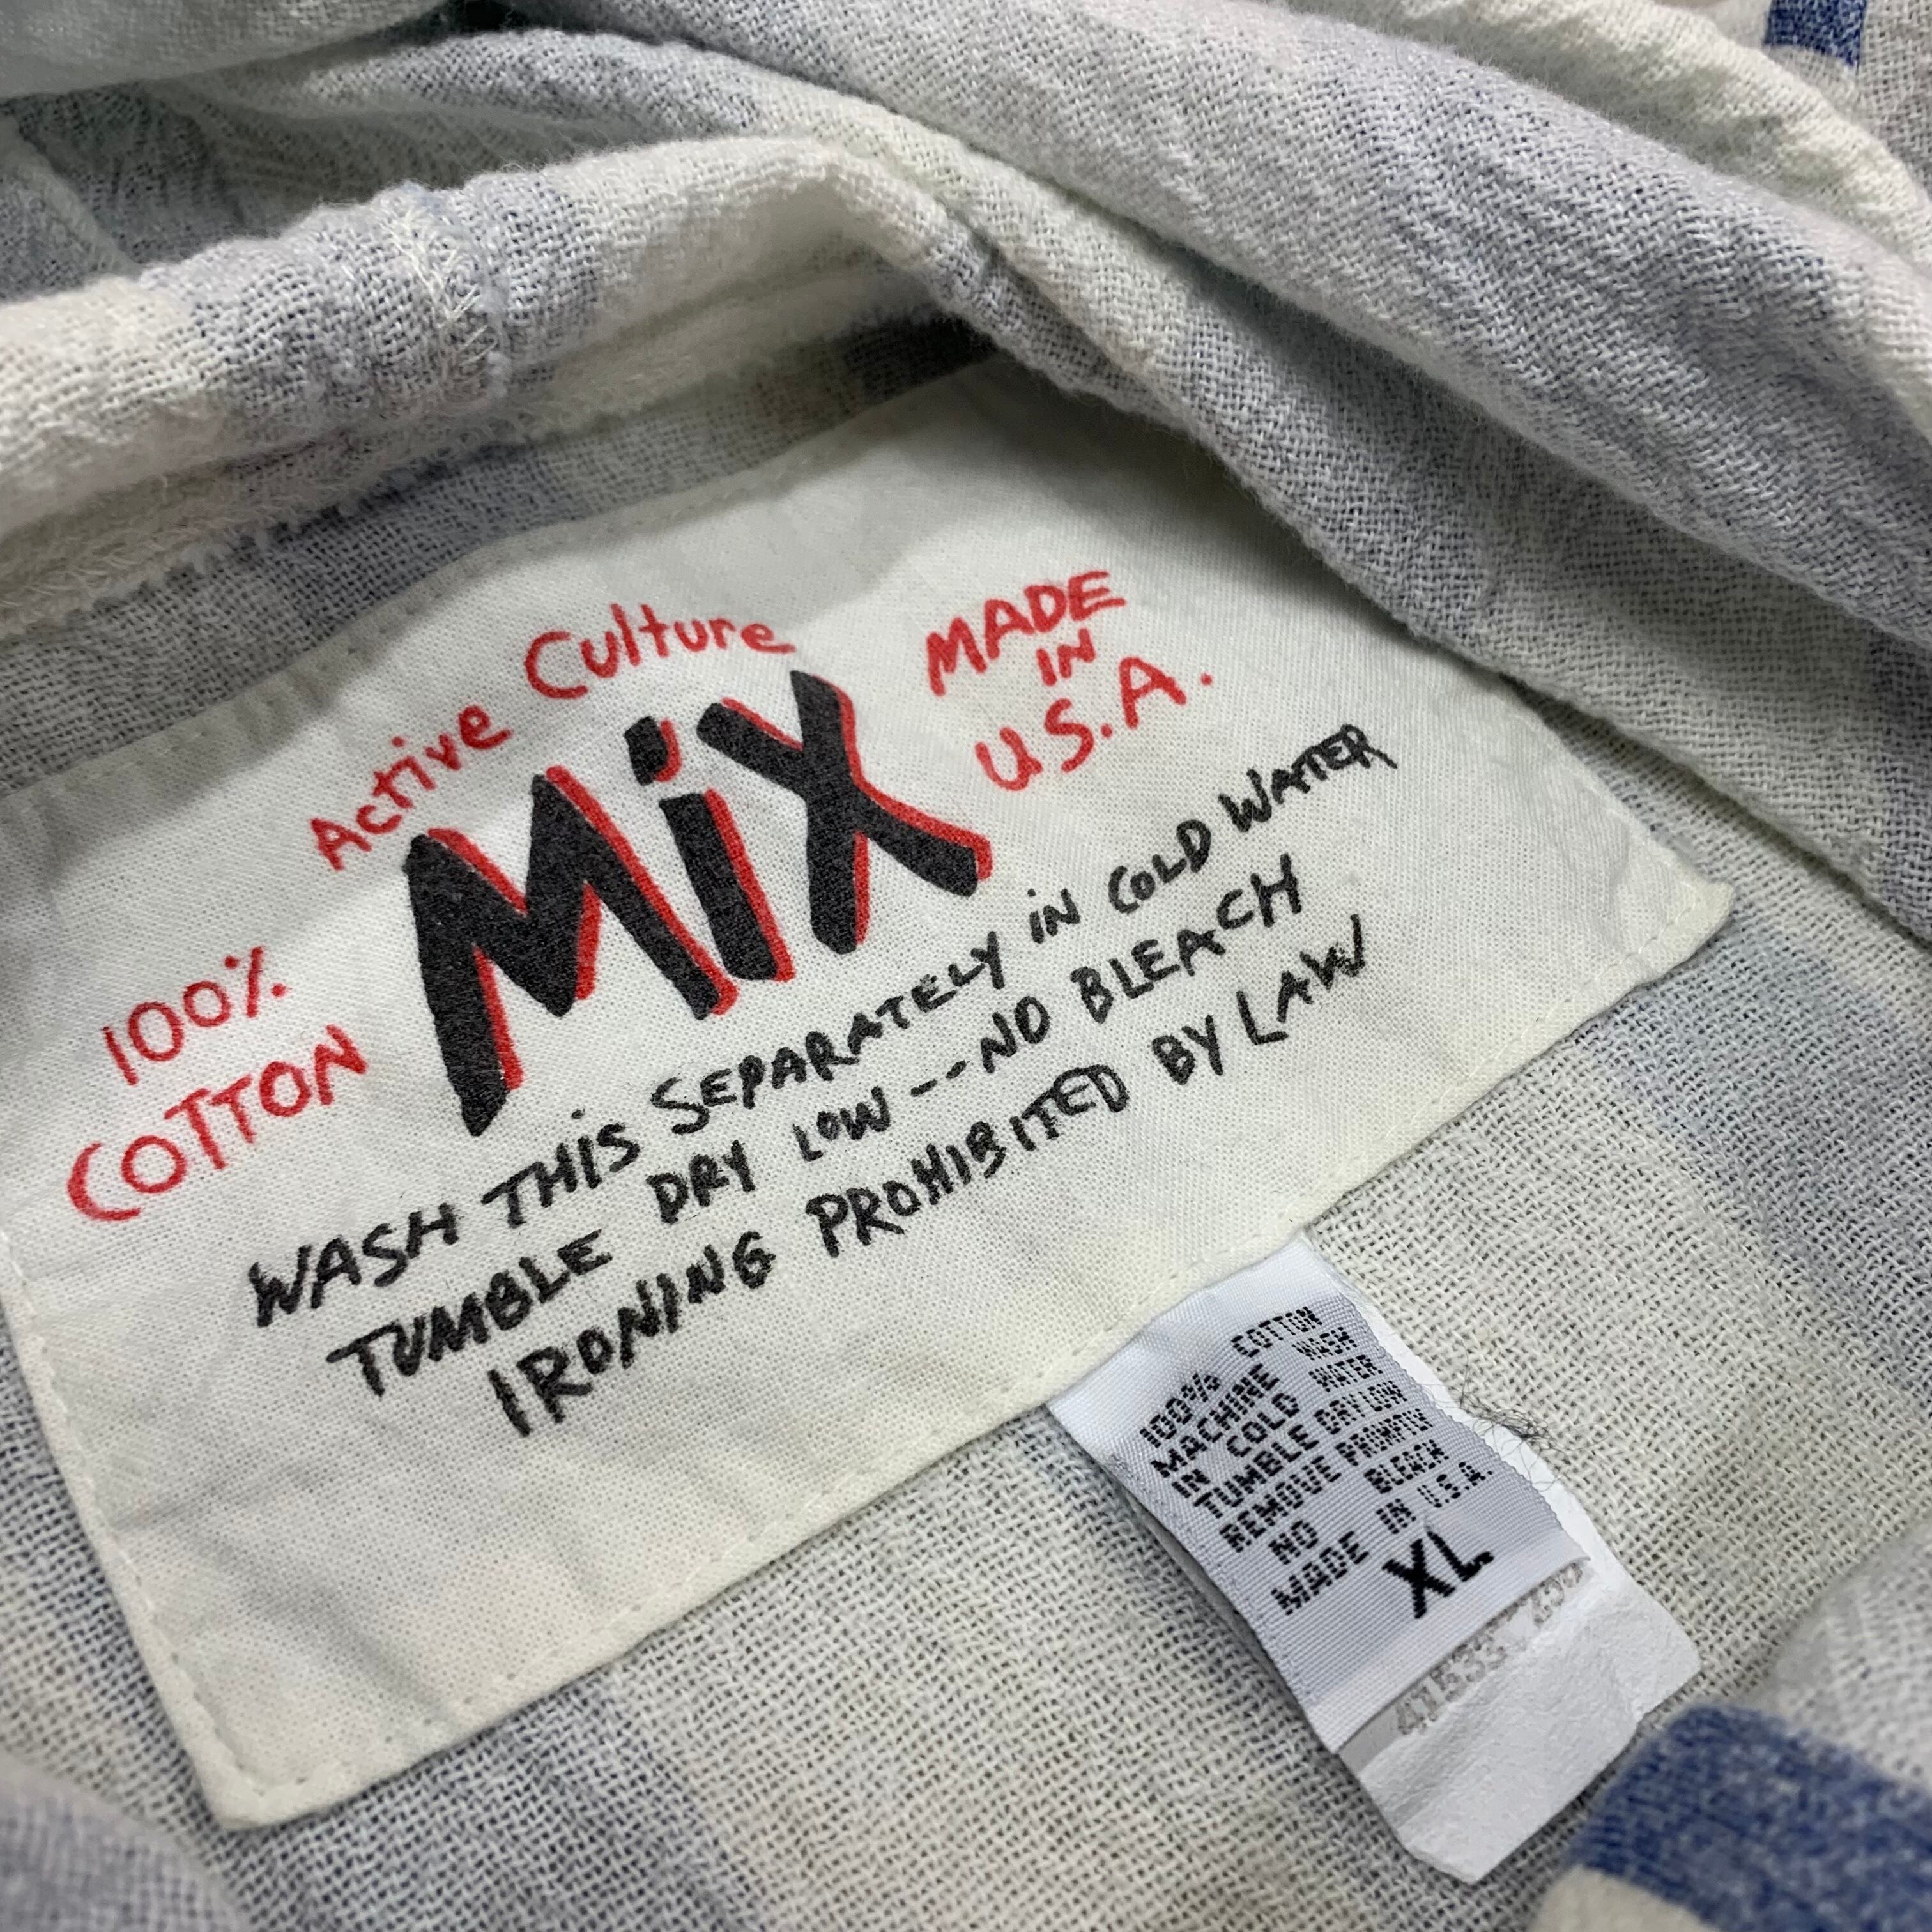 Active Culture
MiX
MADE
IN
U.S.A.
100%
COTTON
WASH THIS SEPARATELY IN COLD WATER
TUMBLE DRY LOW --NO BLEACH
IRONING PROHIBITED BY LAW
100% COTTON
MACHINE WASH
IN COLD WATER
TUMBLE DRY LOW
REMOVE PROMPTLY
NO BLEACH
MADE IN U.S.A.
XL